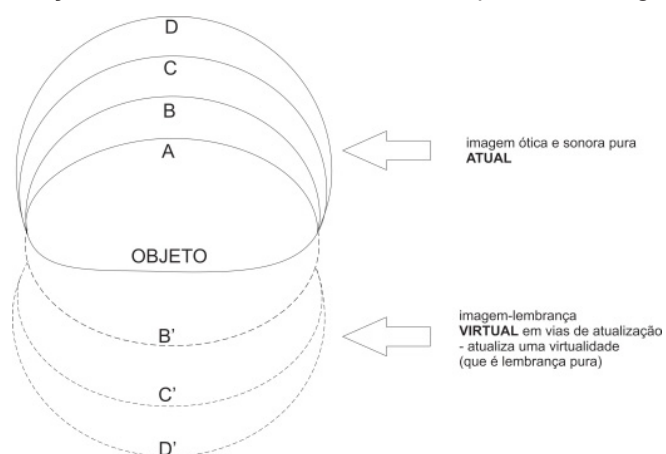 D
C
B
A
imagem ótica e sonora pura
ATUAL
OBJETO
B'
imagem-lembrança
VIRTUAL em vias de atualização
- atualiza uma virtualidade
(que é lembrança pura)
C'
D'